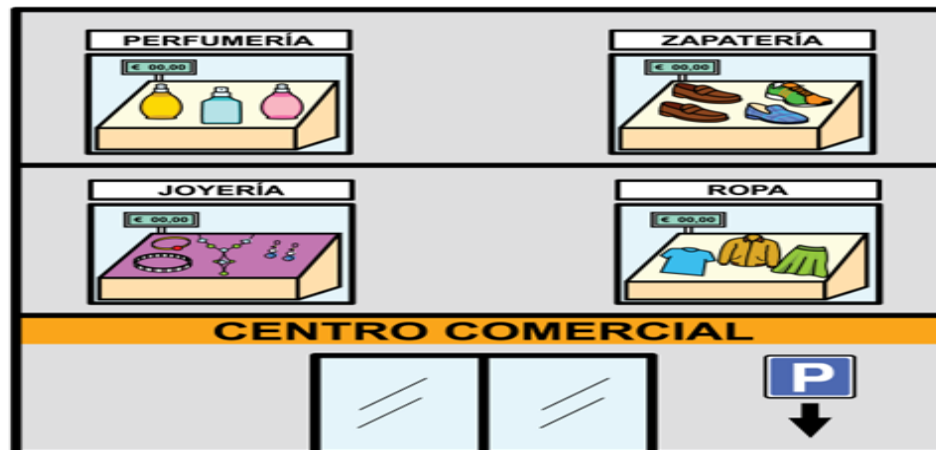 PERFUMERÍA
ZAPATERÍA
€ 00,00
€ 00,00
JOYERÍA
ROPA
€ 00,00
€ 00,00
CENTRO COMERCIAL
P